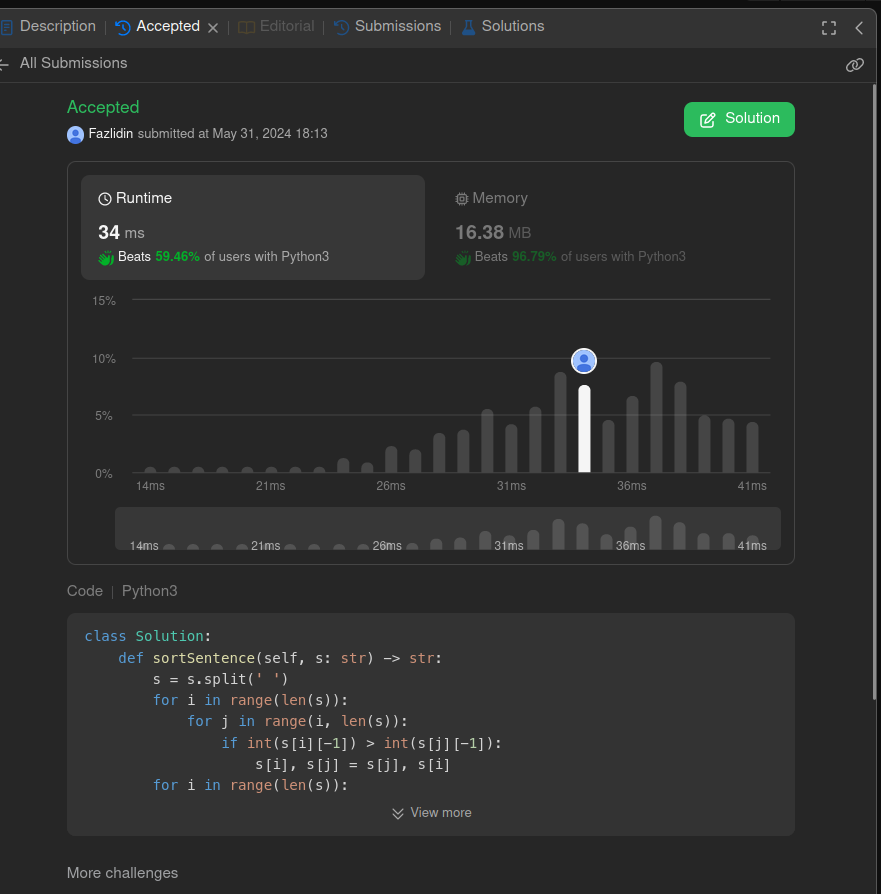 Description | Accepted | Editorial | Submissions | Solutions
All Submissions
Accepted
Fazlidin submitted at May 31, 2024 18:13
Solution
Runtime
34 ms
Beats 59.46% of users with Python3
Memory
16.38 MB
Beats 96.79% of users with Python3
15%
10%
5%
0%
14ms 21ms 26ms 31ms 36ms 41ms
14ms 21ms 26ms 31ms 36ms 41ms
Code | Python3
class Solution:
    def sortSentence(self, s: str) -> str:
        s = s.split(' ')
        for i in range(len(s)):
            for j in range(i, len(s)):
                if int(s[i][-1]) > int(s[j][-1]):
                    s[i], s[j] = s[j], s[i]
        for i in range(len(s)):
View more
More challenges